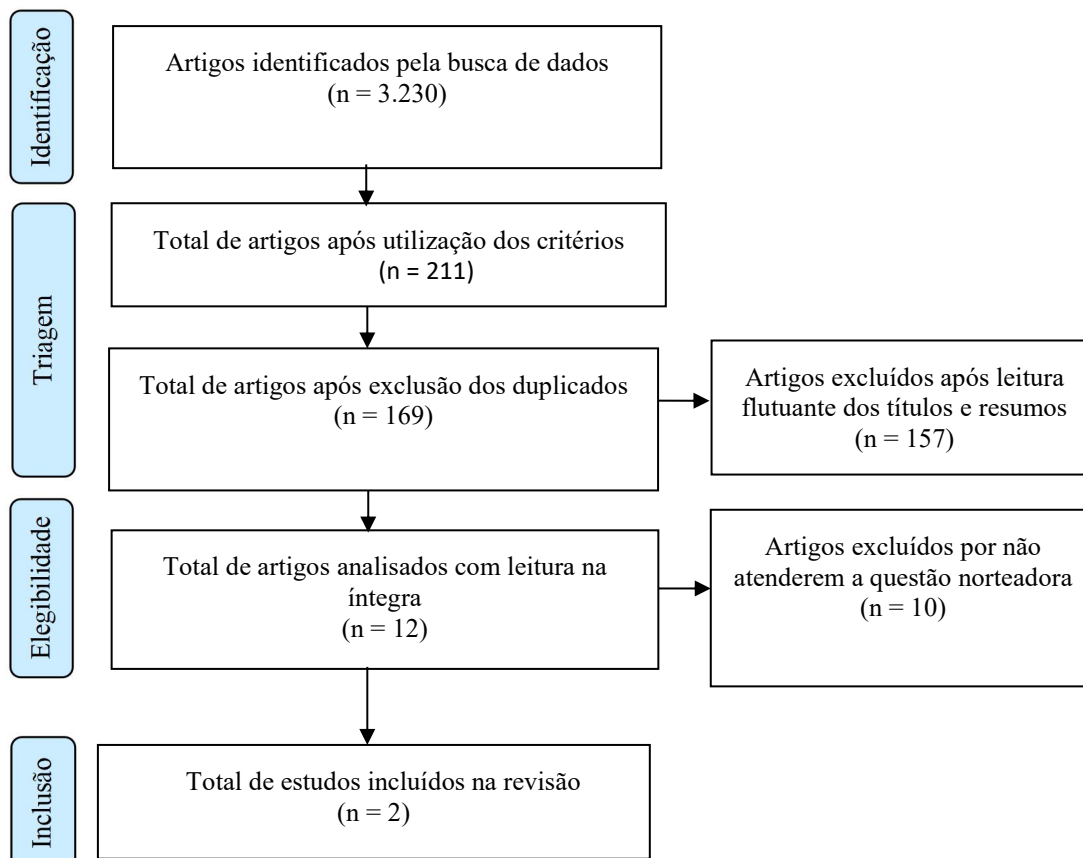 Identificação
Artigos identificados pela busca de dados
(n = 3.230)
Triagem
Total de artigos após utilização dos critérios
(n = 211)
Total de artigos após exclusão dos duplicados
(n = 169)
Artigos excluídos após leitura
flutuante dos títulos e resumos
(n = 157)
Elegibilidade
Total de artigos analisados com leitura na
íntegra
(n = 12)
Artigos excluídos por não
atenderem a questão norteadora
(n = 10)
Inclusão
Total de estudos incluídos na revisão
(n = 2)